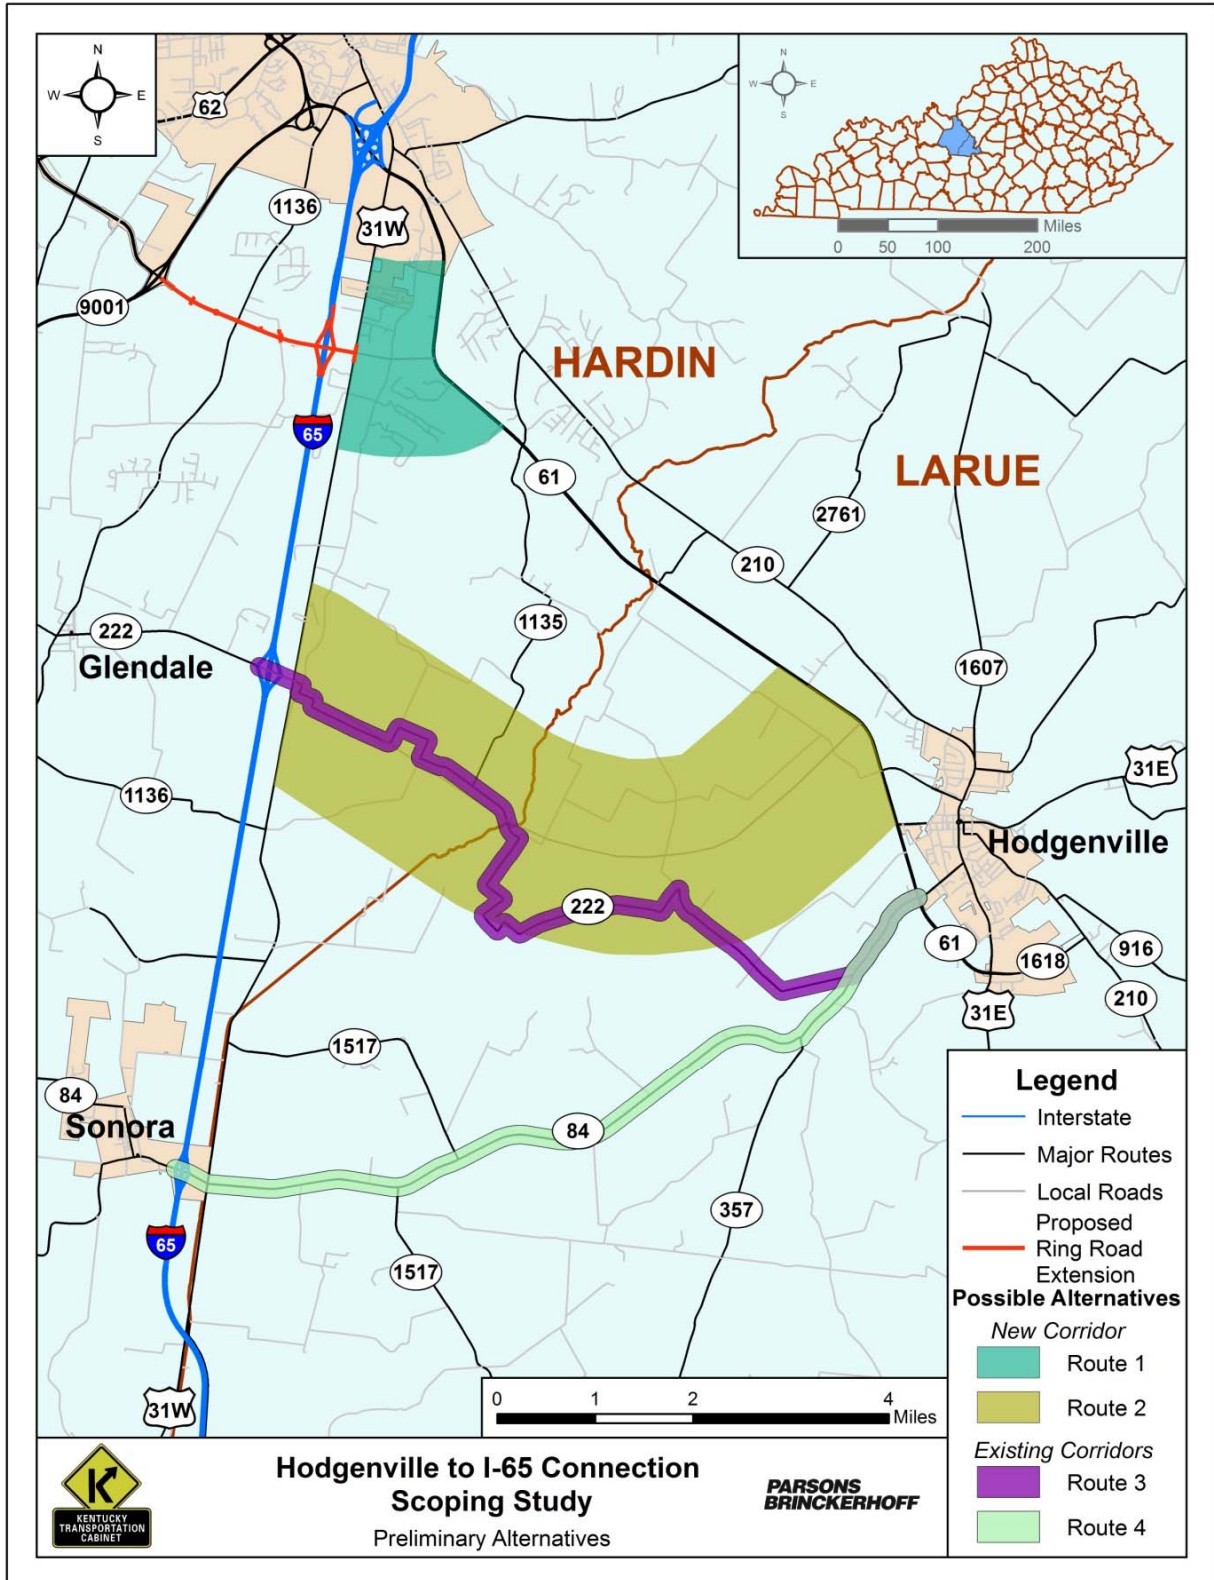 N
W E
S
62
1136
31W
9001
65
N
W E
S
Miles
0 50 100 200
HARDIN
LARUE
61
2761
210
1135
222
Glendale
1607
31E
1136
Hodgenville
222
61
1618
916
210
31E
1517
84
Sonora
84
357
65
1517
31W
Legend
Interstate
Major Routes
Local Roads
Proposed
Ring Road
Extension
Possible Alternatives
New Corridor
Route 1
Route 2
Existing Corridors
Route 3
Route 4
0 1 2 4
Miles
KENTUCKY
TRANSPORTATION
CABINET
Hodgenville to I-65 Connection
Scoping Study
Preliminary Alternatives
PARSONS
BRINCKERHOFF